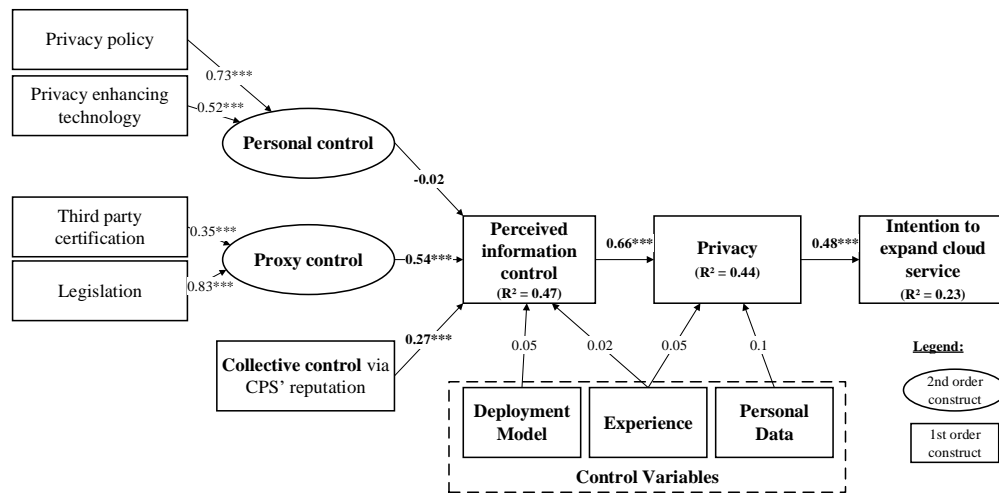 Privacy policy
0.73***
Privacy enhancing
technology
0.52***
Personal control
-0.02
Third party
certification
0.35***
Proxy control
0.54***
Legislation
0.83***
Perceived
information
control
(R² = 0.47)
0.66***
Privacy
(R² = 0.44)
0.48***
Intention to
expand cloud
service
(R² = 0.23)
0.27***
Collective control via
CPS’ reputation
0.05
0.02
0.05
0.1
Deployment
Model
Experience
Personal
Data
Control Variables
Legend:
2nd order
construct
1st order
construct